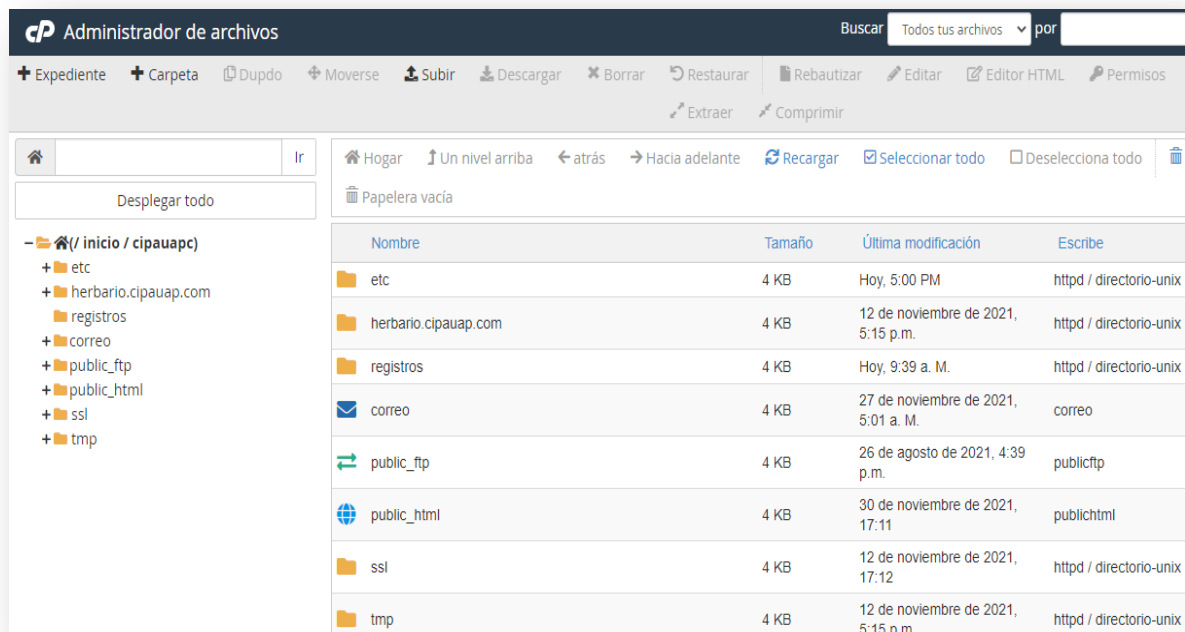 cP Administrador de archivos
Buscar Todos tus archivos por
Expediente Carpeta Dupdo Moverse Subir Descargar Borrar Restaurar Rebautizar Editar Editor HTML Permisos
Extraer Comprimir
Ir
Desplegar todo
(/ inicio / cipauapc)
etc
herbario.cipauap.com
registros
correo
public_ftp
public_html
ssl
tmp
Hogar Un nivel arriba atrás Hacia adelante Recargar Seleccionar todo Deselecciona todo
Papelera vacía
Nombre Tamaño Última modificación Escribe
etc 4 KB Hoy, 5:00 PM httpd / directorio-unix
herbario.cipauap.com 4 KB 12 de noviembre de 2021, httpd / directorio-unix
5:15 p.m.
registros 4 KB Hoy, 9:39 a. M. httpd / directorio-unix
correo 4 KB 27 de noviembre de 2021, correo
5:01 a. M.
public_ftp 4 KB 26 de agosto de 2021, 4:39 publicftp
p.m.
public_html 4 KB 30 de noviembre de 2021, publichtml
17:11
ssl 4 KB 12 de noviembre de 2021, httpd / directorio-unix
17:12
tmp 4 KB 12 de noviembre de 2021, httpd / directorio-unix
5:15 p.m.